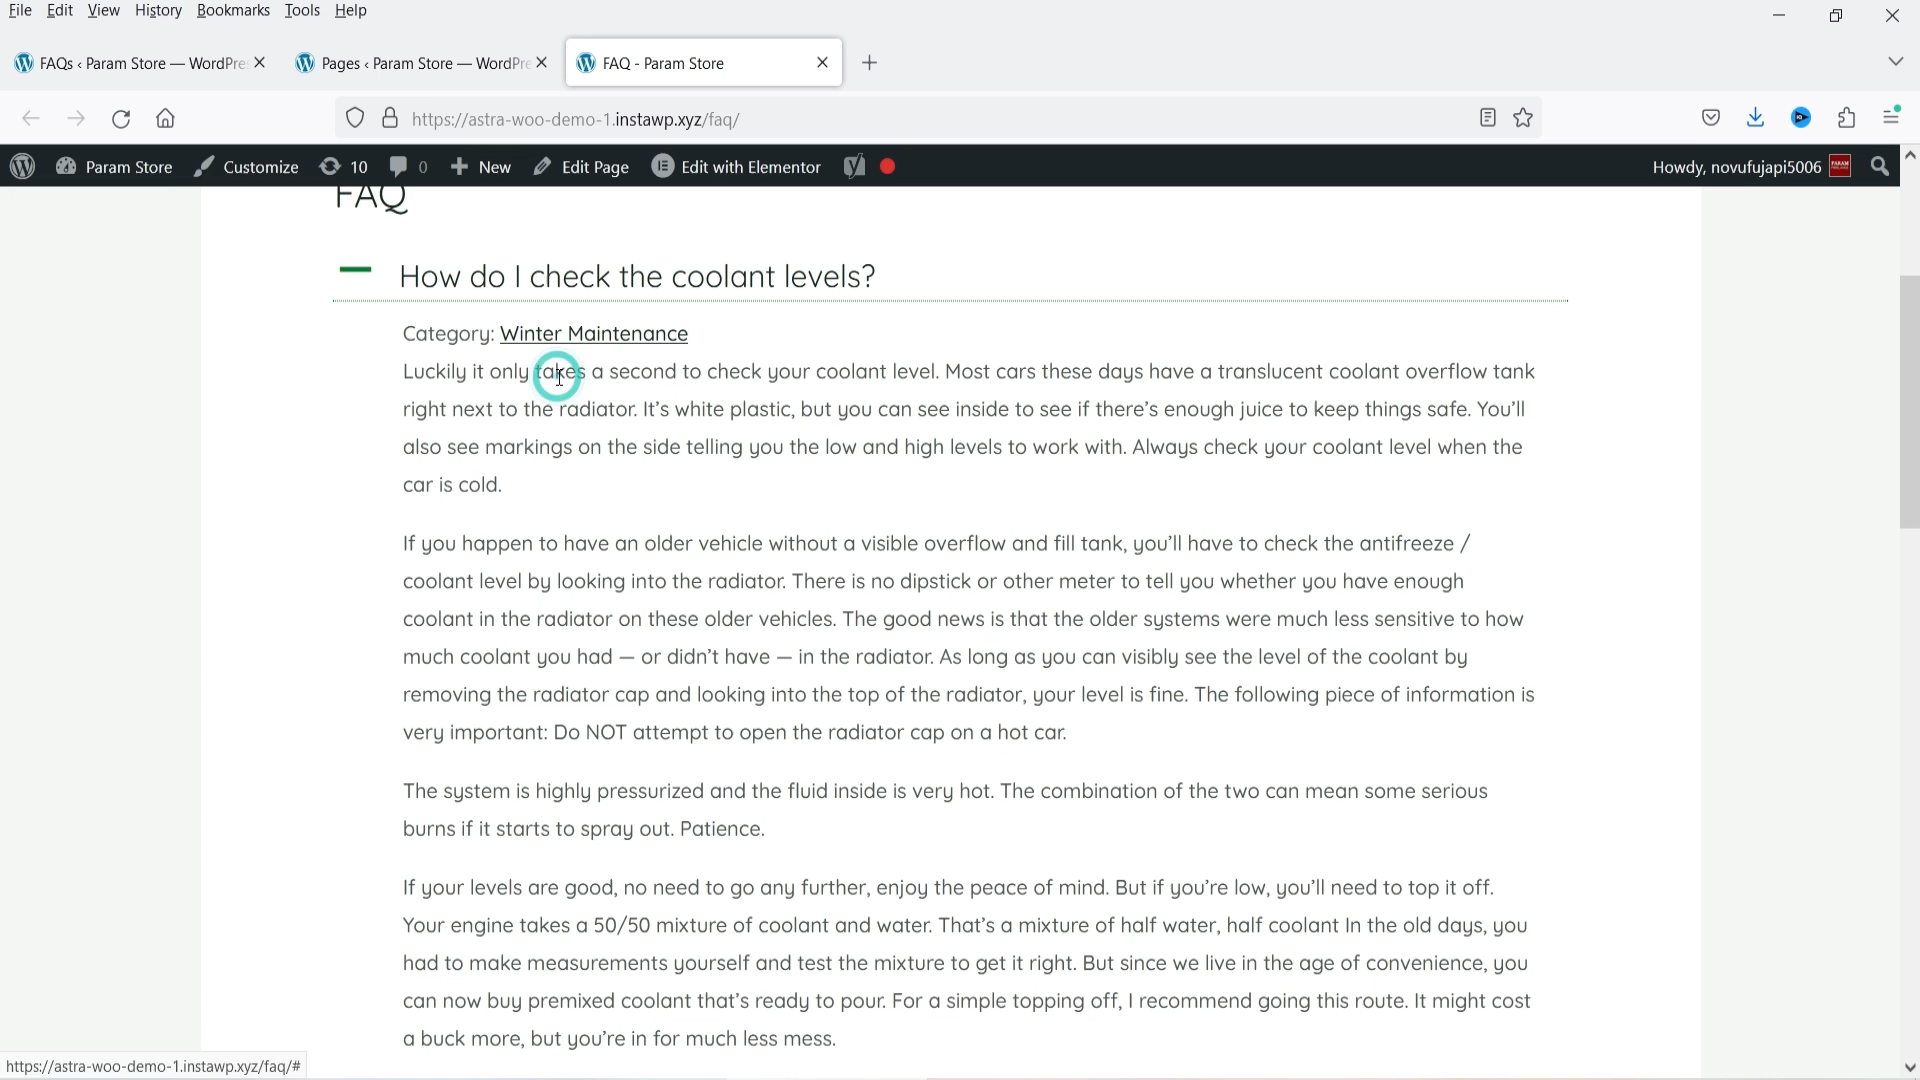 File Edit View History Bookmarks Tools Help
FAQs ‹ Param Store — WordPre
Pages ‹ Param Store — WordPre
FAQ - Param Store
https://astra-woo-demo-1.instawp.xyz/faq/
Param Store Customize 10 0 New Edit Page Edit with Elementor Howdy, novufujapi5006
FAQ
How do I check the coolant levels?
Category: Winter Maintenance
Luckily it only takes a second to check your coolant level. Most cars these days have a translucent coolant overflow tank
right next to the radiator. It's white plastic, but you can see inside to see if there's enough juice to keep things safe. You'll
also see markings on the side telling you the low and high levels to work with. Always check your coolant level when the
car is cold.
If you happen to have an older vehicle without a visible overflow and fill tank, you'll have to check the antifreeze /
coolant level by looking into the radiator. There is no dipstick or other meter to tell you whether you have enough
coolant in the radiator on these older vehicles. The good news is that the older systems were much less sensitive to how
much coolant you had — or didn't have — in the radiator. As long as you can visibly see the level of the coolant by
removing the radiator cap and looking into the top of the radiator, your level is fine. The following piece of information is
very important: Do NOT attempt to open the radiator cap on a hot car.
The system is highly pressurized and the fluid inside is very hot. The combination of the two can mean some serious
burns if it starts to spray out. Patience.
If your levels are good, no need to go any further, enjoy the peace of mind. But if you're low, you'll need to top it off.
Your engine takes a 50/50 mixture of coolant and water. That's a mixture of half water, half coolant In the old days, you
had to make measurements yourself and test the mixture to get it right. But since we live in the age of convenience, you
can now buy premixed coolant that's ready to pour. For a simple topping off, I recommend going this route. It might cost
a buck more, but you're in for much less mess.
https://astra-woo-demo-1.instawp.xyz/faq/#